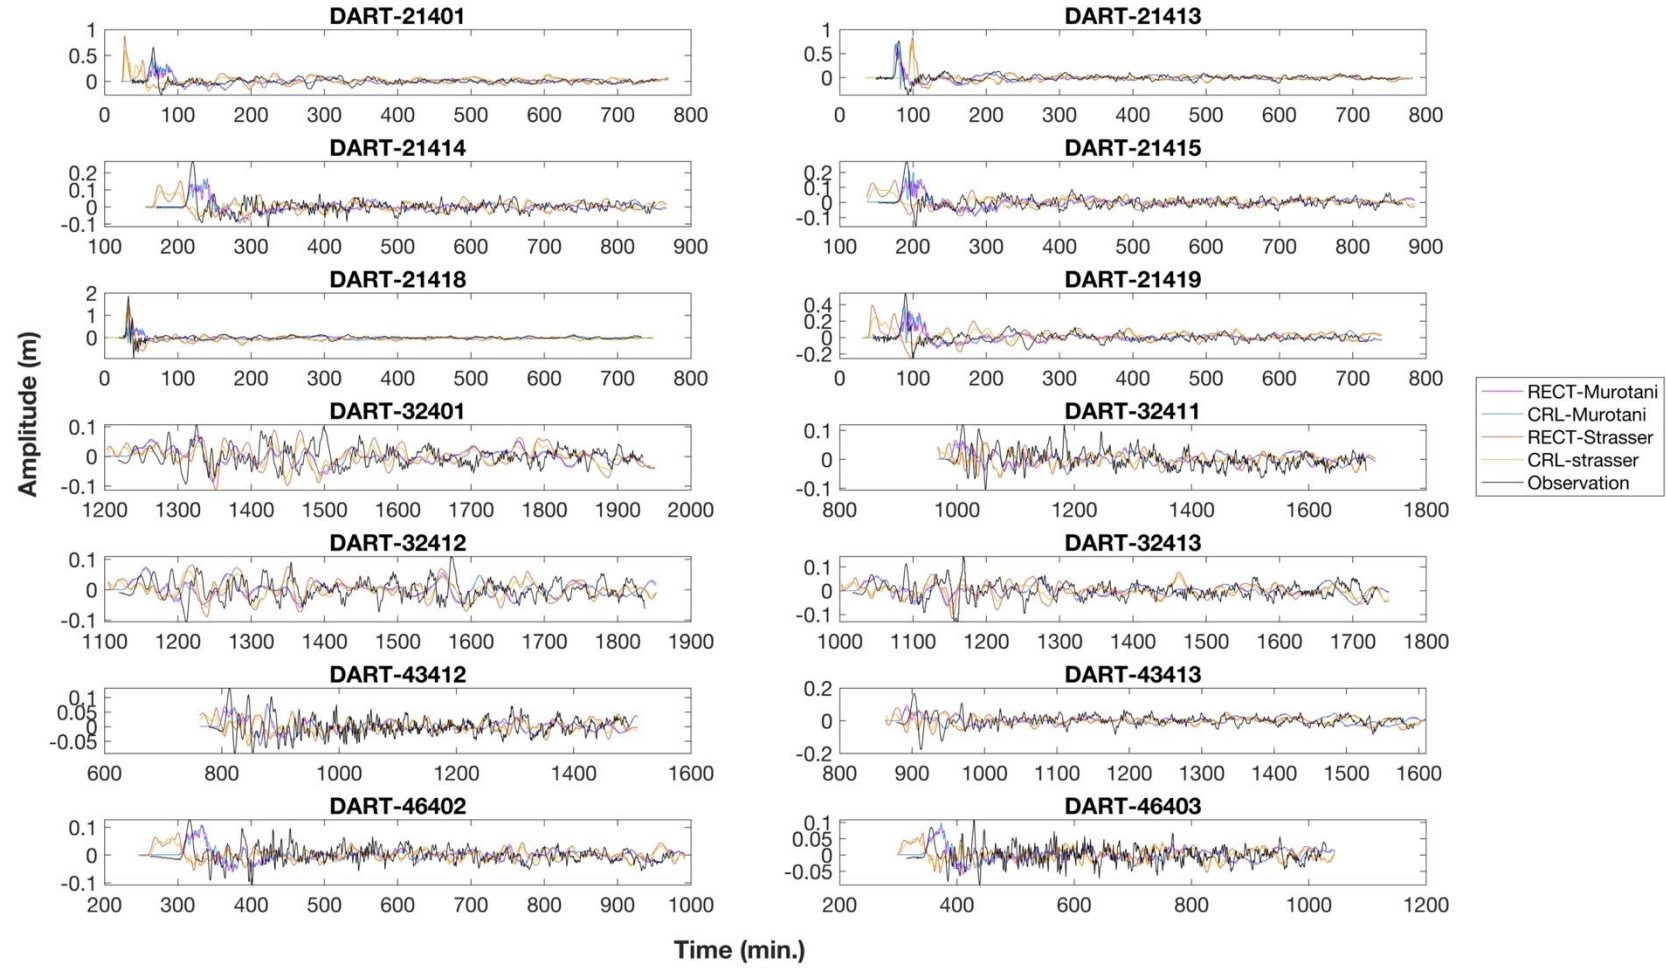 DART-21401
1
0.5
0
0 100 200 300 400 500 600 700 800
DART-21413
1
0.5
0
0 100 200 300 400 500 600 700 800
DART-21414
0.2
0.1
0
-0.1
100 200 300 400 500 600 700 800 900
DART-21415
0.2
0.1
0
-0.1
100 200 300 400 500 600 700 800 900
DART-21418
2
1
0
0 100 200 300 400 500 600 700 800
DART-21419
0.4
0.2
0
-0.2
0 100 200 300 400 500 600 700 800
DART-32401
0.1
0
-0.1
1200 1300 1400 1500 1600 1700 1800 1900 2000
DART-32411
0.1
0
-0.1
800 1000 1200 1400 1600 1800
DART-32412
0.1
0
-0.1
1100 1200 1300 1400 1500 1600 1700 1800 1900
DART-32413
0.1
0
-0.1
1000 1100 1200 1300 1400 1500 1600 1700 1800
DART-43412
0.1
0.05
0
-0.05
600 800 1000 1200 1400 1600
DART-43413
0.2
0
-0.2
800 900 1000 1100 1200 1300 1400 1500 1600
DART-46402
0.1
0
-0.1
200 300 400 500 600 700 800 900 1000
DART-46403
0.1
0.05
0
-0.05
200 400 600 800 1000 1200
Amplitude (m)
Time (min.)
RECT-Murotani
CRL-Murotani
RECT-Strasser
CRL-strasser
Observation